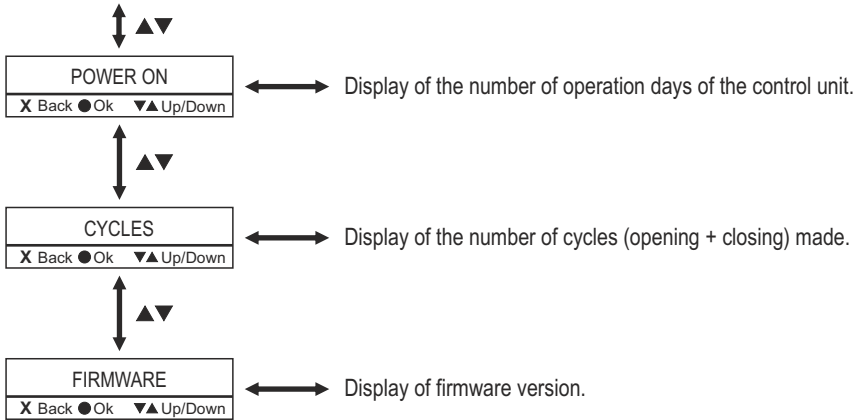 ▲▼
POWER ON
X Back ●Ok ▼▲Up/Down
Display of the number of operation days of the control unit.
▲▼
CYCLES
X Back ●Ok ▼▲Up/Down
Display of the number of cycles (opening + closing) made.
▲▼
FIRMWARE
X Back ●Ok ▼▲Up/Down
Display of firmware version.